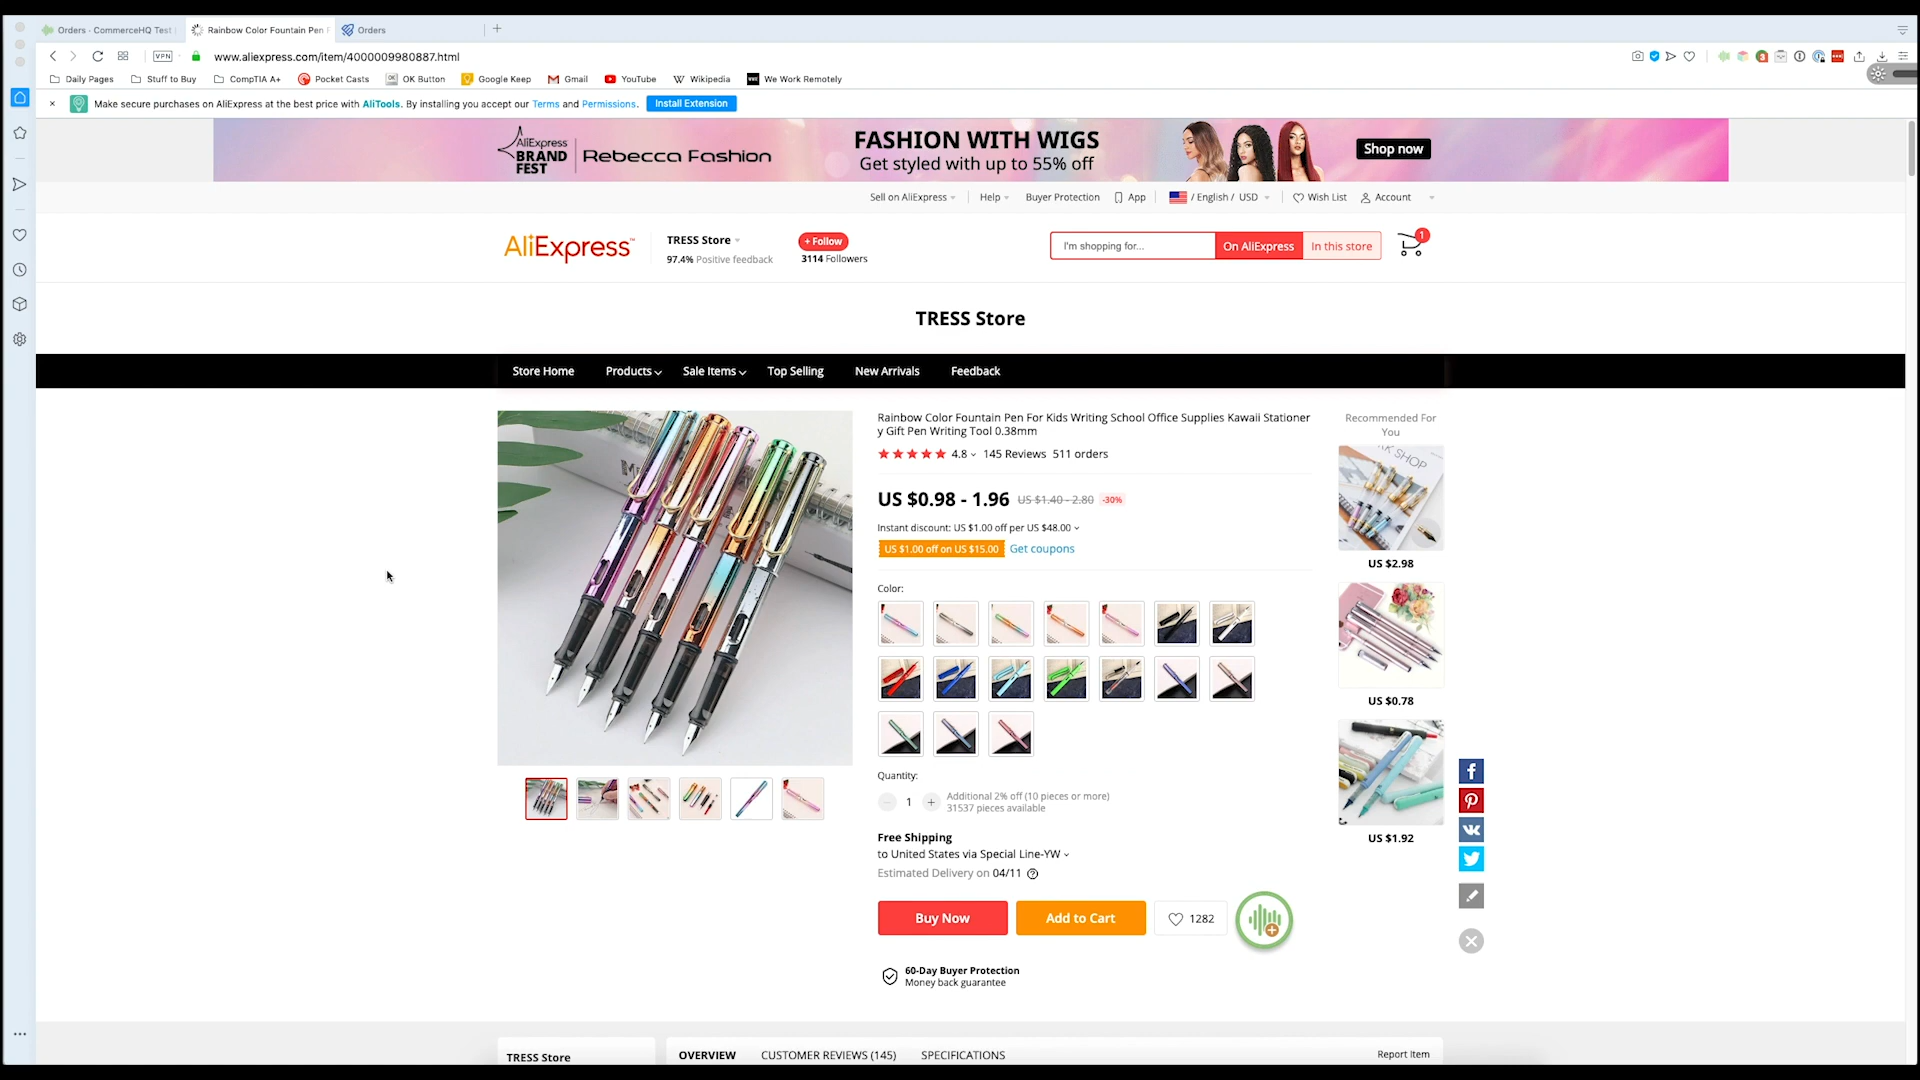 Orders · CommerceHQ Test
Rainbow Color Fountain Pen F
Orders
VPN
www.aliexpress.com/item/4000009980887.html
Daily Pages
Stuff to Buy
CompTIA A+
Pocket Casts
OK Button
Google Keep
Gmail
YouTube
Wikipedia
We Work Remotely
Make secure purchases on AliExpress at the best price with AliTools. By installing you accept our Terms and Permissions.
Install Extension
AliExpress
BRAND
FEST
Rebecca Fashion
FASHION WITH WIGS
Get styled with up to 55% off
Shop now
Sell on AliExpress
Help
Buyer Protection
App
/ English / USD
Wish List
Account
AliExpress™
TRESS Store
97.4% Positive feedback
+ Follow
3114 Followers
I'm shopping for...
On AliExpress
In this store
1
TRESS Store
Store Home
Products
Sale Items
Top Selling
New Arrivals
Feedback
Rainbow Color Fountain Pen For Kids Writing School Office Supplies Kawaii Stationer
y Gift Pen Writing Tool 0.38mm
4.8
145 Reviews
511 orders
US $0.98 - 1.96
US $1.40 - 2.80
-30%
Instant discount: US $1.00 off per US $48.00
US $1.00 off on US $15.00
Get coupons
Color:
Quantity:
1
Additional 2% off (10 pieces or more)
31537 pieces available
Free Shipping
to United States via Special Line-YW
Estimated Delivery on 04/11
Buy Now
Add to Cart
1282
60-Day Buyer Protection
Money back guarantee
Recommended For
You
US $2.98
US $0.78
US $1.92
TRESS Store
OVERVIEW
CUSTOMER REVIEWS (145)
SPECIFICATIONS
Report Item